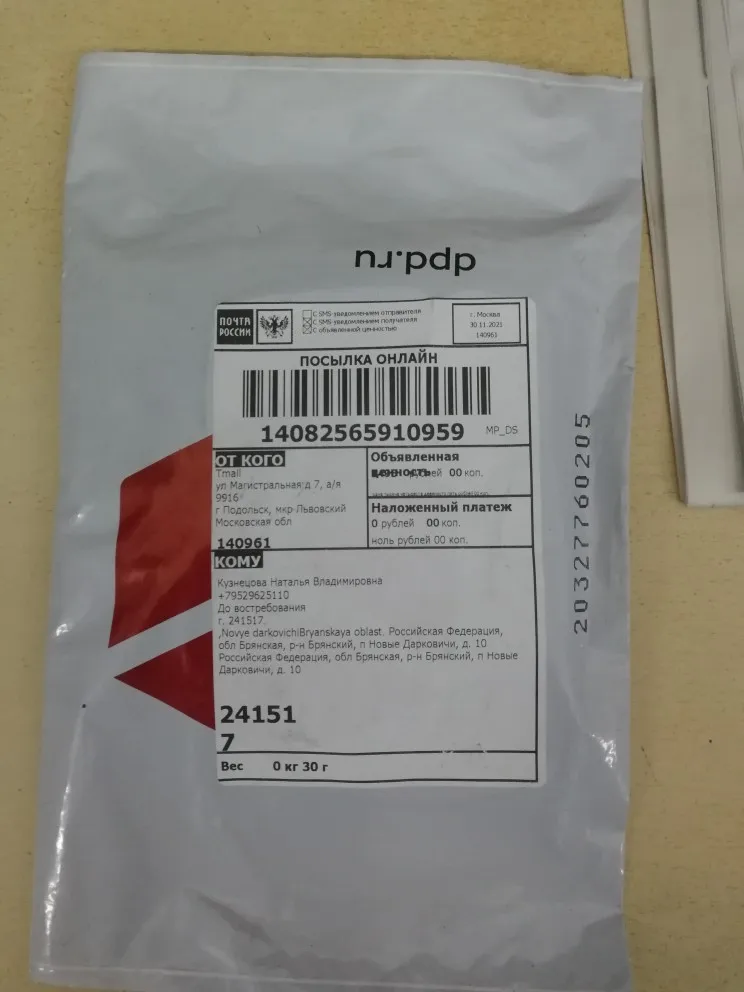 dpd.ru
ПОЧТА
РОССИИ
С SMS-уведомлением отправителя
С SMS-уведомлением получателя
С объявленной ценностью
г. Москва
30.11.2021
140961
ПОСЫЛКА ОНЛАЙН
14082565910959
MP_DS
ОТ КОГО
Tmall
ул Магистральная д 7, а/я
9916
г Подольск, мкр Львовский
Московская обл
140961
Объявленная
ценность
рублей 00 коп.
Наложенный платеж
0 рублей 00 коп.
ноль рублей 00 коп.
КОМУ
Кузнецова Наталья Владимировна
+79529625110
До востребования
г. 241517.
,Novye darkovichiBryanskaya oblast. Российская Федерация,
обл Брянская, р-н Брянский, п Новые Дарковичи, д. 10
Российская Федерация, обл Брянская, р-н Брянский, п Новые
Дарковичи, д. 10
24151
7
Вес 0 кг 30 г
20327760205